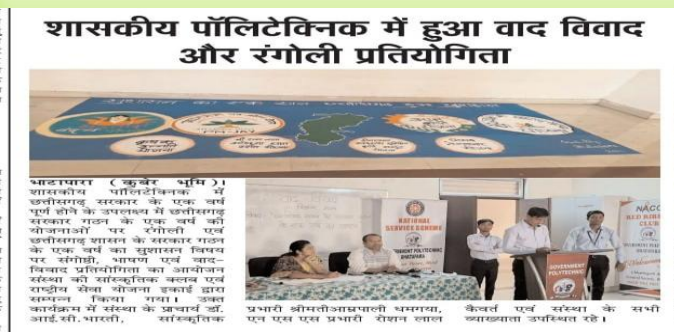 शासकीय पॉलिटेक्निक में हुआ वाद विवाद
और रंगोली प्रतियोगिता
भाटापारा (कुबेर भूमि)।
शासकीय पॉलिटेक्निक में
छत्तीसगढ़ सरकार के एक वर्ष
पूर्ण होने के उपलक्ष्य में छत्तीसगढ़
सरकार गठन के एक वर्ष की
योजनाओं पर रंगोली एवं
छत्तीसगढ़ शासन के सरकार गठन
के एक वर्ष का सुशासन विषय
पर संगोष्ठी, भाषण एवं वाद-
विवाद प्रतियोगिता का आयोजन
संस्था की सांस्कृतिक क्लब एवं
राष्ट्रीय सेवा योजना इकाई द्वारा
सम्पन्न किया गया। उक्त
कार्यक्रम में संस्था के प्राचार्य डॉ.
आई.सी.भारती, सांस्कृतिक
प्रभारी श्रीमतीआम्रपाली धमगया,
एन एस एस प्रभारी रोशन लाल
कैवर्त एवं संस्था के सभी
व्याख्याता उपस्थित रहे।
NATIONAL
SERVICE SCHEME
GOVERNMENT
POLYTECHNIC
RED RIBBON
CLUB